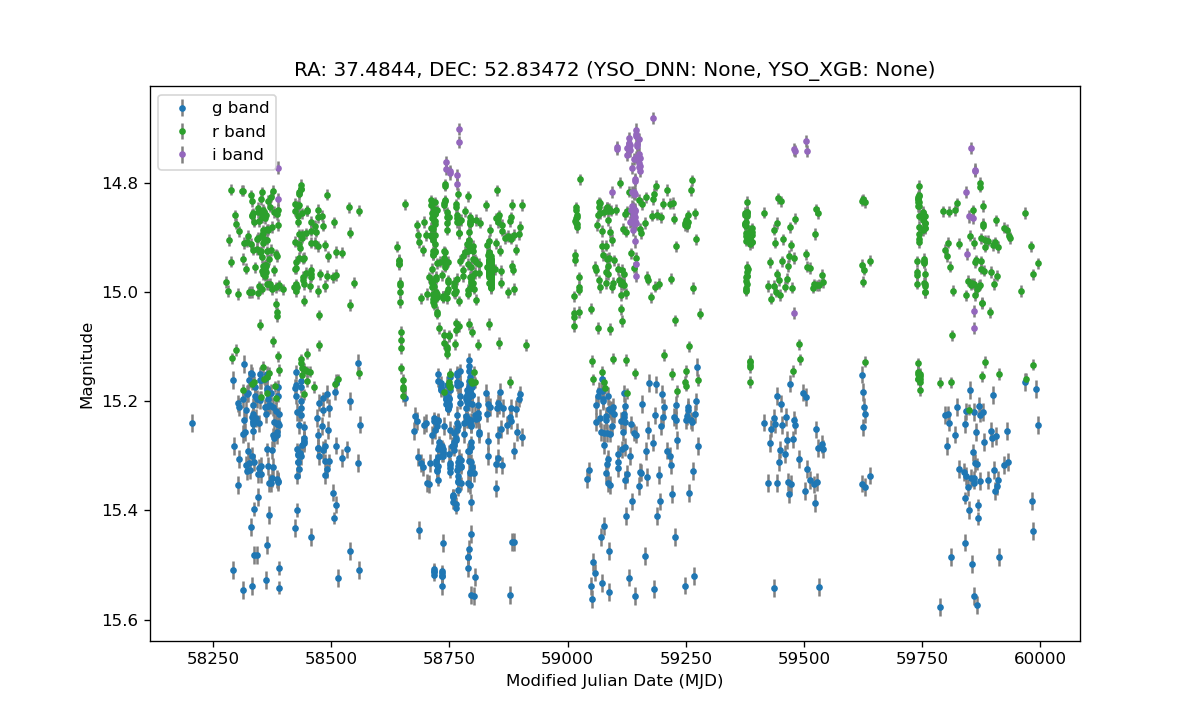 RA: 37.4844, DEC: 52.83472 (YSO_DNN: None, YSO_XGB: None)
g band
r band
i band
14.8
15.0
15.2
15.4
15.6
Magnitude
58250 58500 58750 59000 59250 59500 59750 60000
Modified Julian Date (MJD)